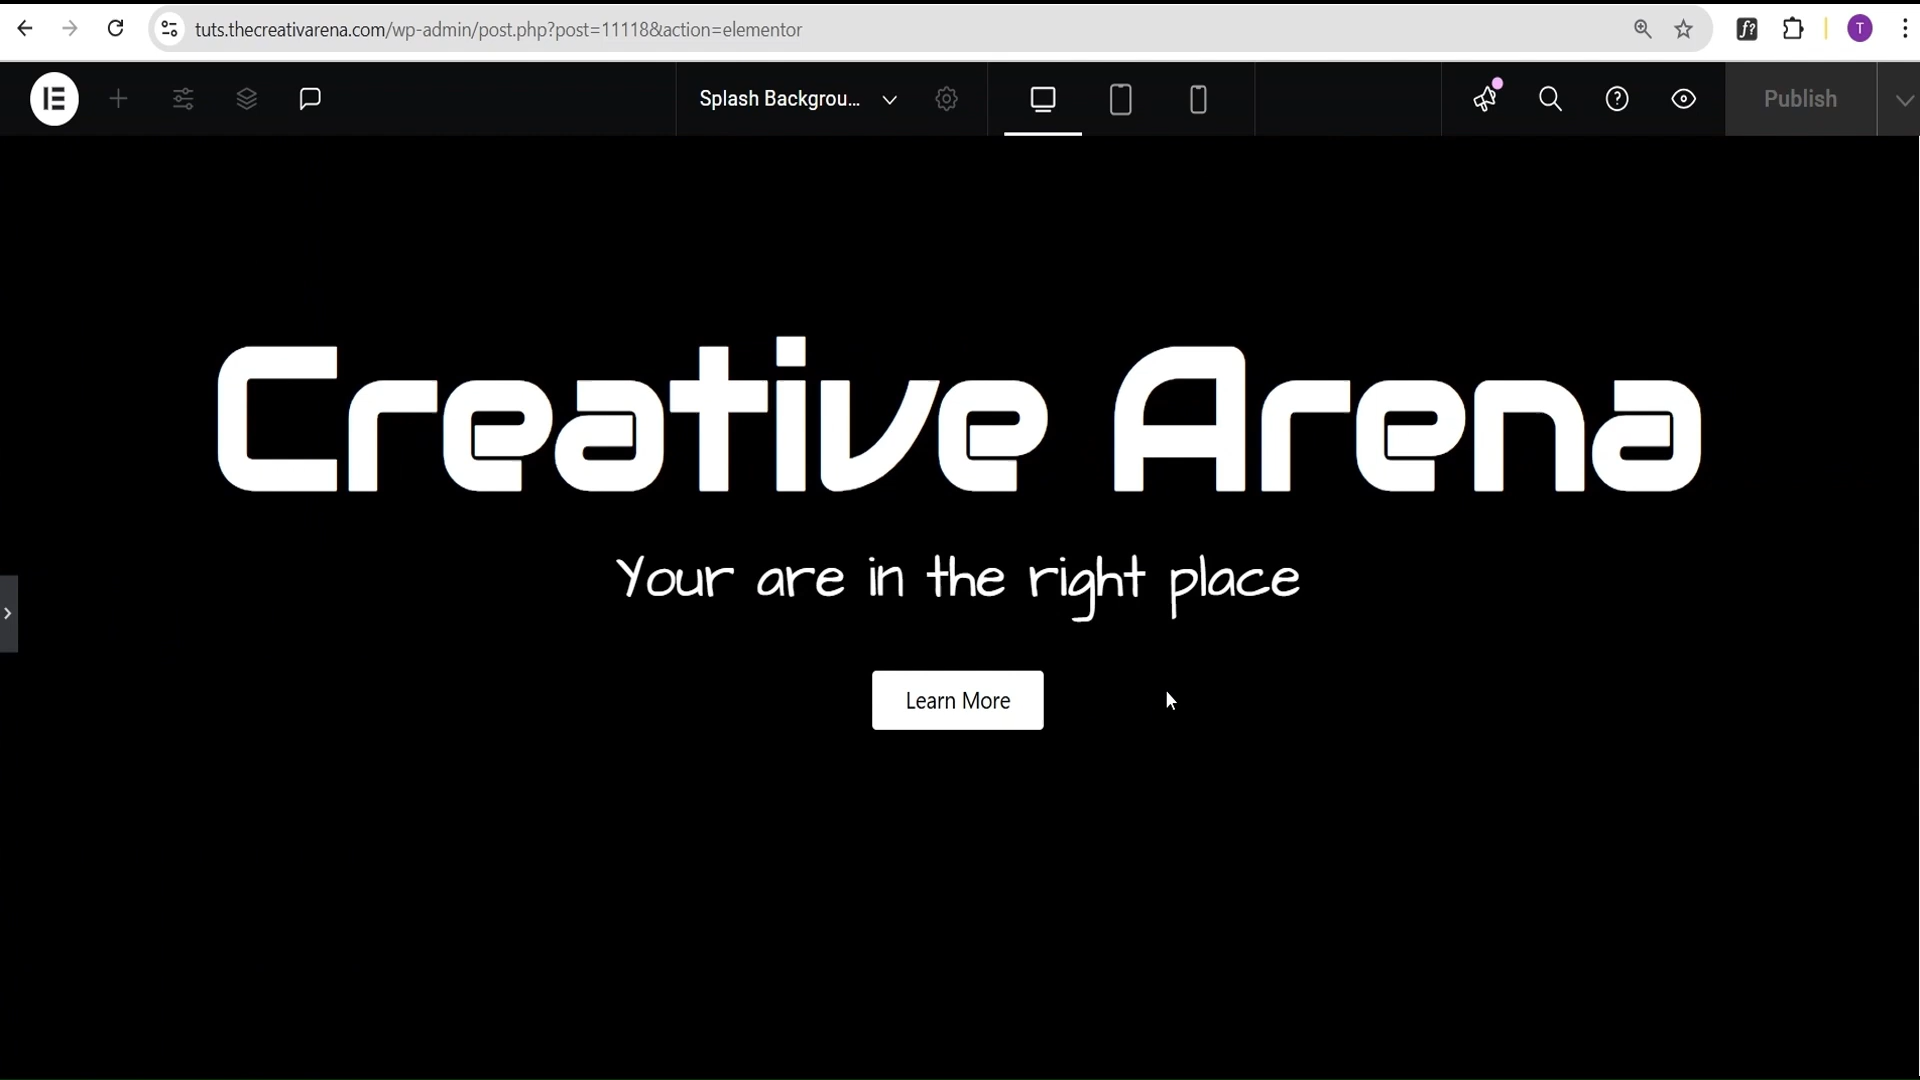 tuts.thecreativarena.com/wp-admin/post.php?post=11118&action=elementor
f?
T
Splash Backgrou...
Publish
Creative Arena
Your are in the right place
Learn More